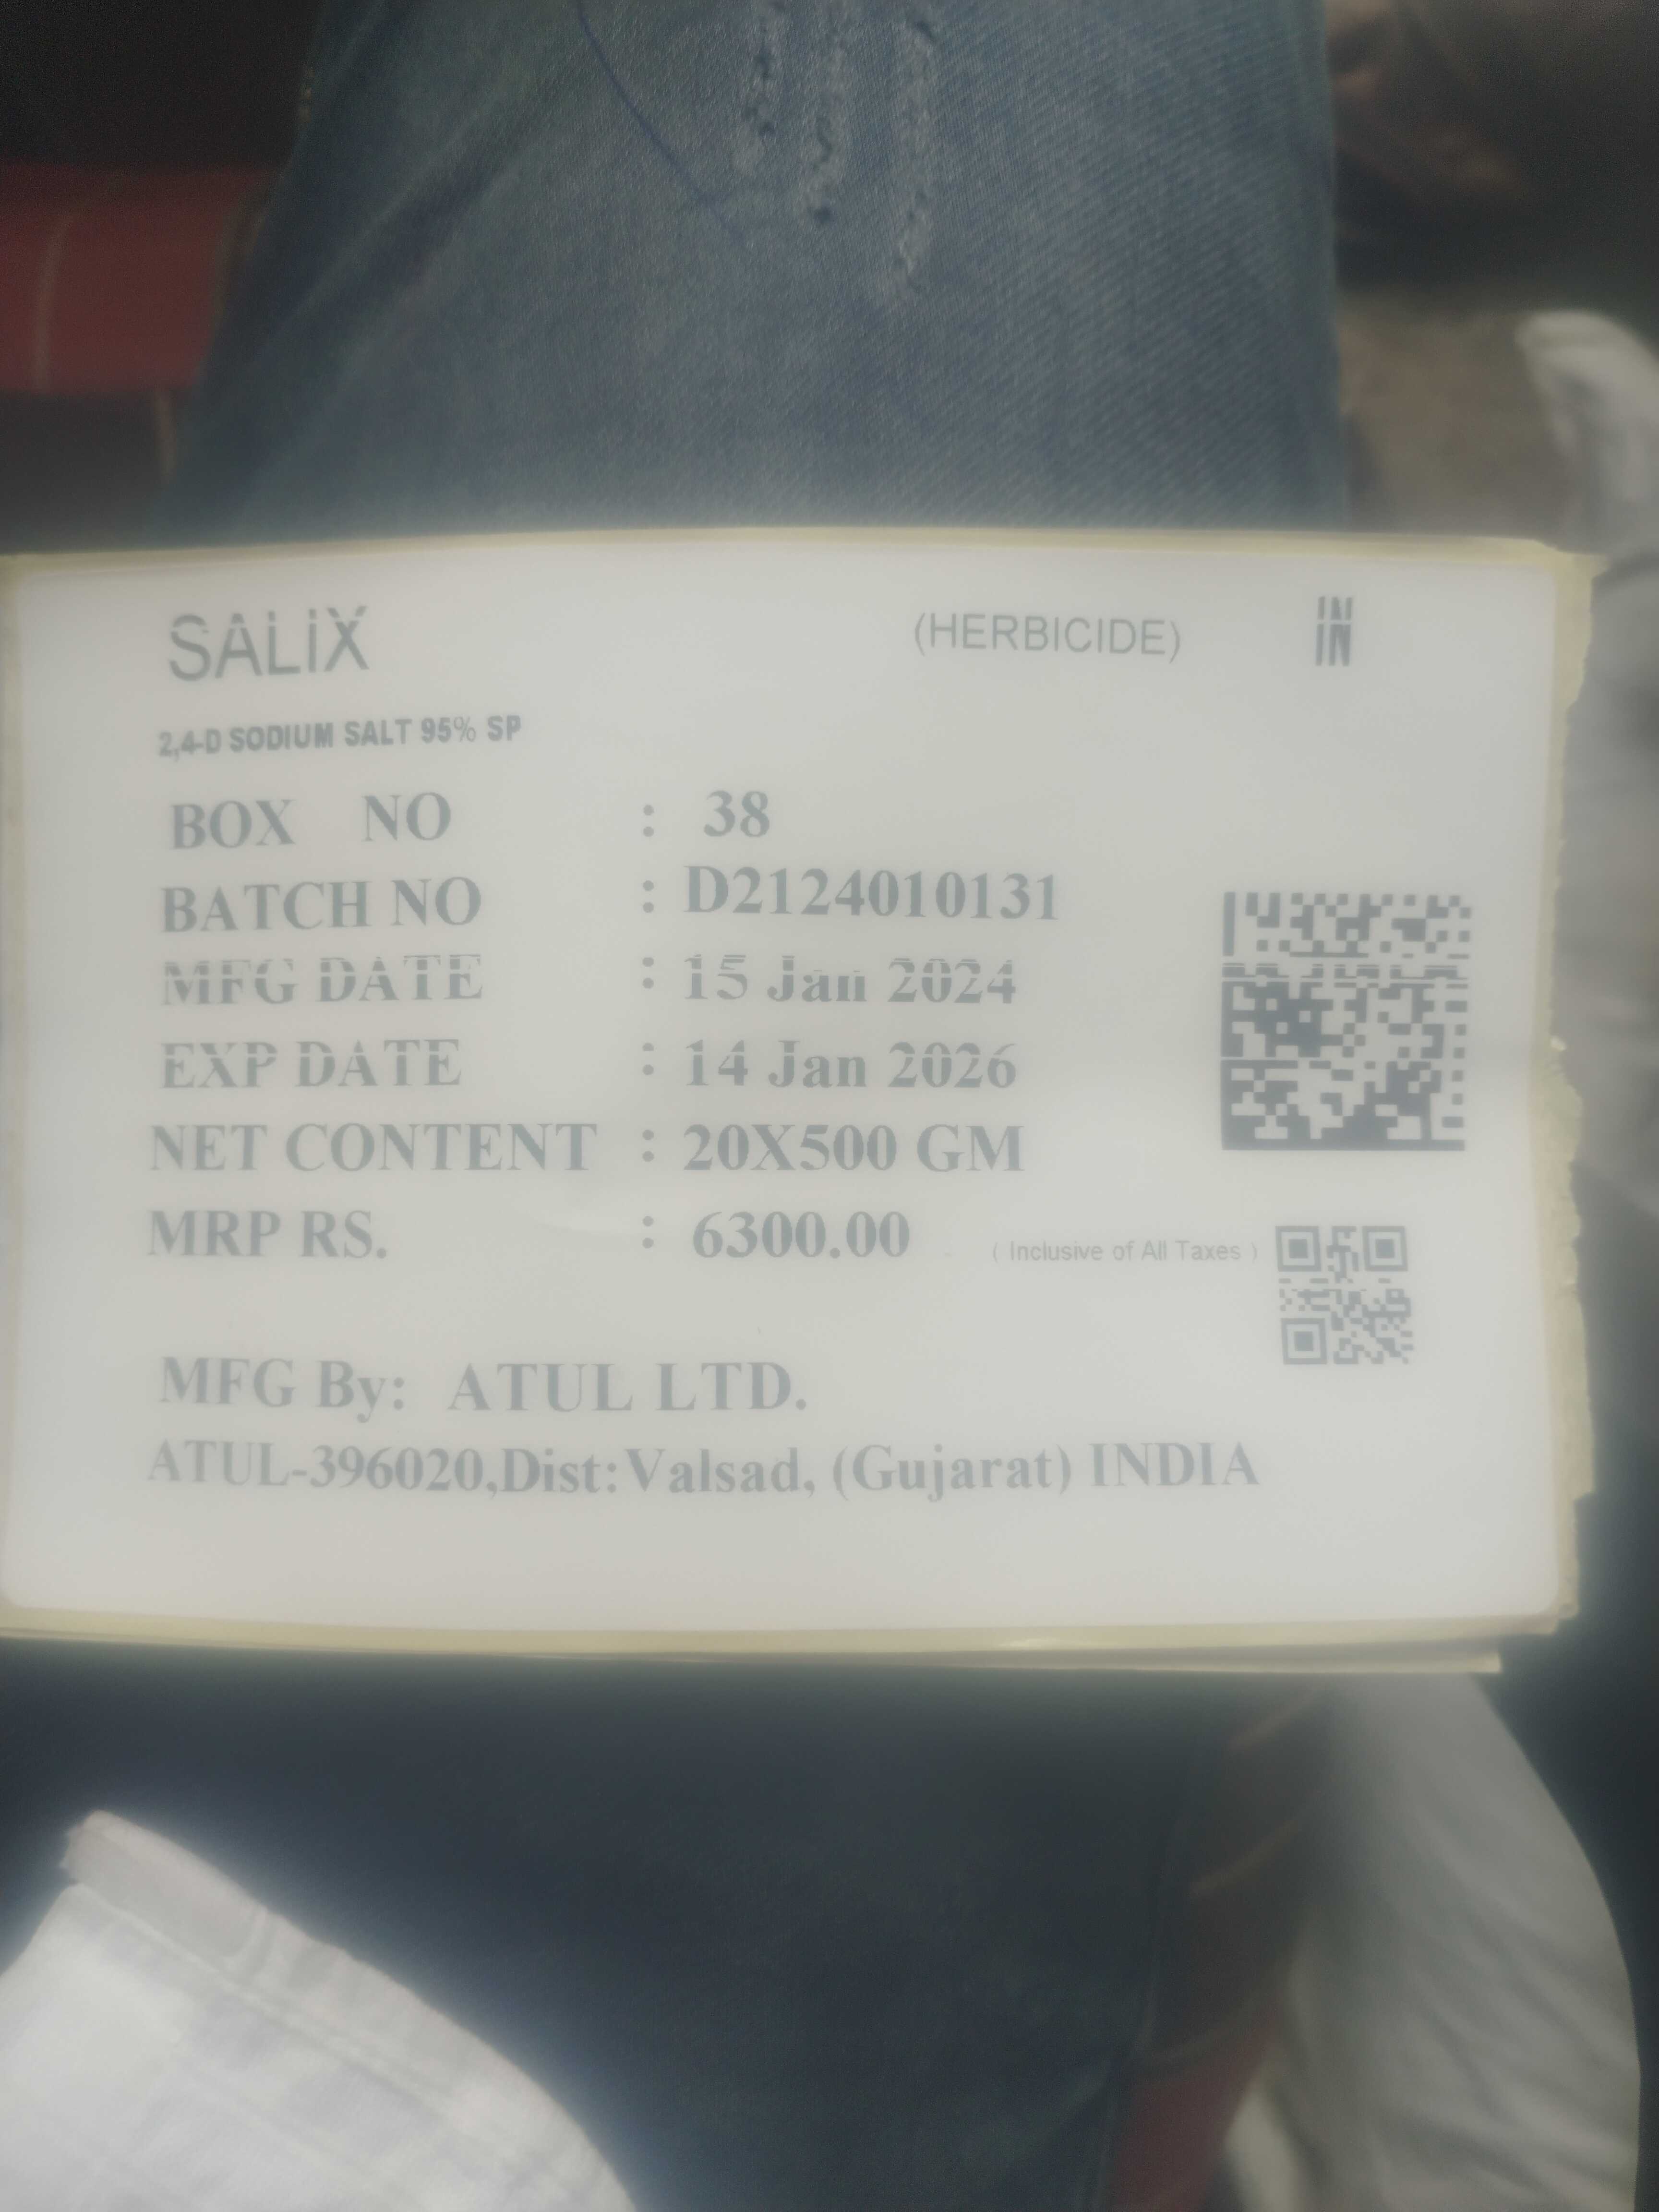 SALIX (HERBICIDE) IN
2,4-D SODIUM SALT 95% SP
BOX NO : 38
BATCH NO : D2124010131
MFG DATE : 15 Jan 2024
EXP DATE : 14 Jan 2026
NET CONTENT : 20X500 GM
MRP RS. : 6300.00 ( Inclusive of All Taxes )
MFG By: ATUL LTD.
ATUL-396020,Dist:Valsad, (Gujarat) INDIA